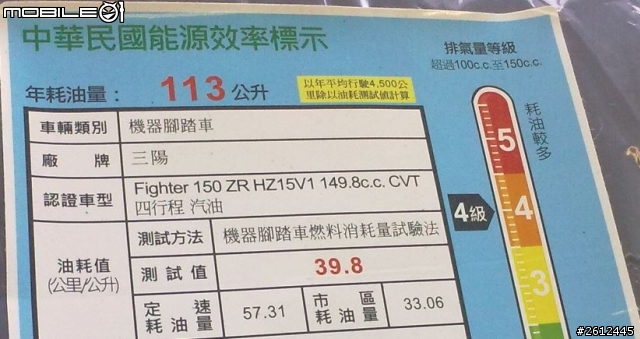 MOBILE01
中華民國能源效率標示
排氣量等級
超過100c.c.至150c.c.
年耗油量： 113 公升
以年平均行駛4,500公
里除以油耗測試值計算
車輛類別 機器腳踏車
廠 牌 三陽
認證車型 Fighter 150 ZR HZ15V1 149.8c.c. CVT
四行程 汽油
油耗值
(公里/公升)
測試方法 機器腳踏車燃料消耗量試驗法
測試值 39.8
定速
耗油量 57.31
市區
耗油量 33.06
耗油較多
5
4級
4
3
#2612445